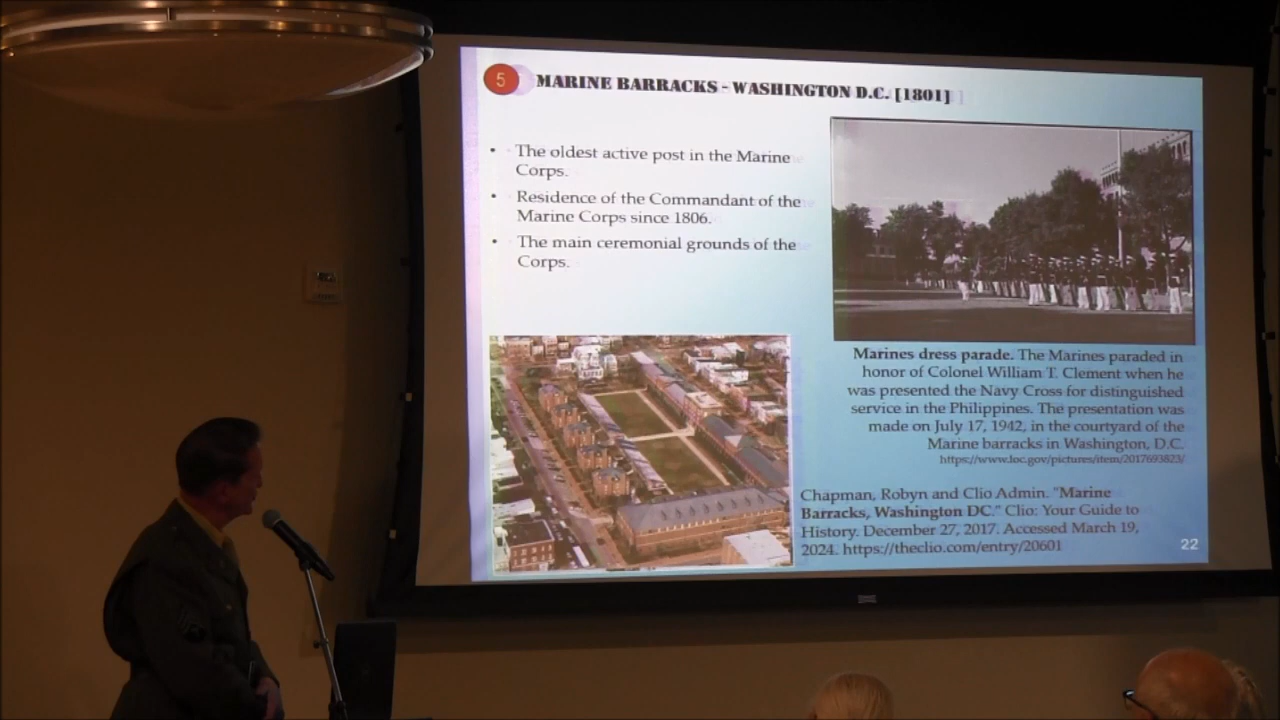 5 MARINE BARRACKS - WASHINGTON D.C. [1801]
• The oldest active post in the Marine
Corps.
• Residence of the Commandant of the
Marine Corps since 1806.
• The main ceremonial grounds of the
Corps.
Marines dress parade. The Marines paraded in
honor of Colonel William T. Clement when he
was presented the Navy Cross for distinguished
service in the Philippines. The presentation was
made on July 17, 1942, in the courtyard of the
Marine barracks in Washington, D.C.
https://www.loc.gov/pictures/item/2017693823/
Chapman, Robyn and Clio Admin. "Marine
Barracks, Washington DC." Clio: Your Guide to
History. December 27, 2017. Accessed March 19,
2024. https://theclio.com/entry/20601
22